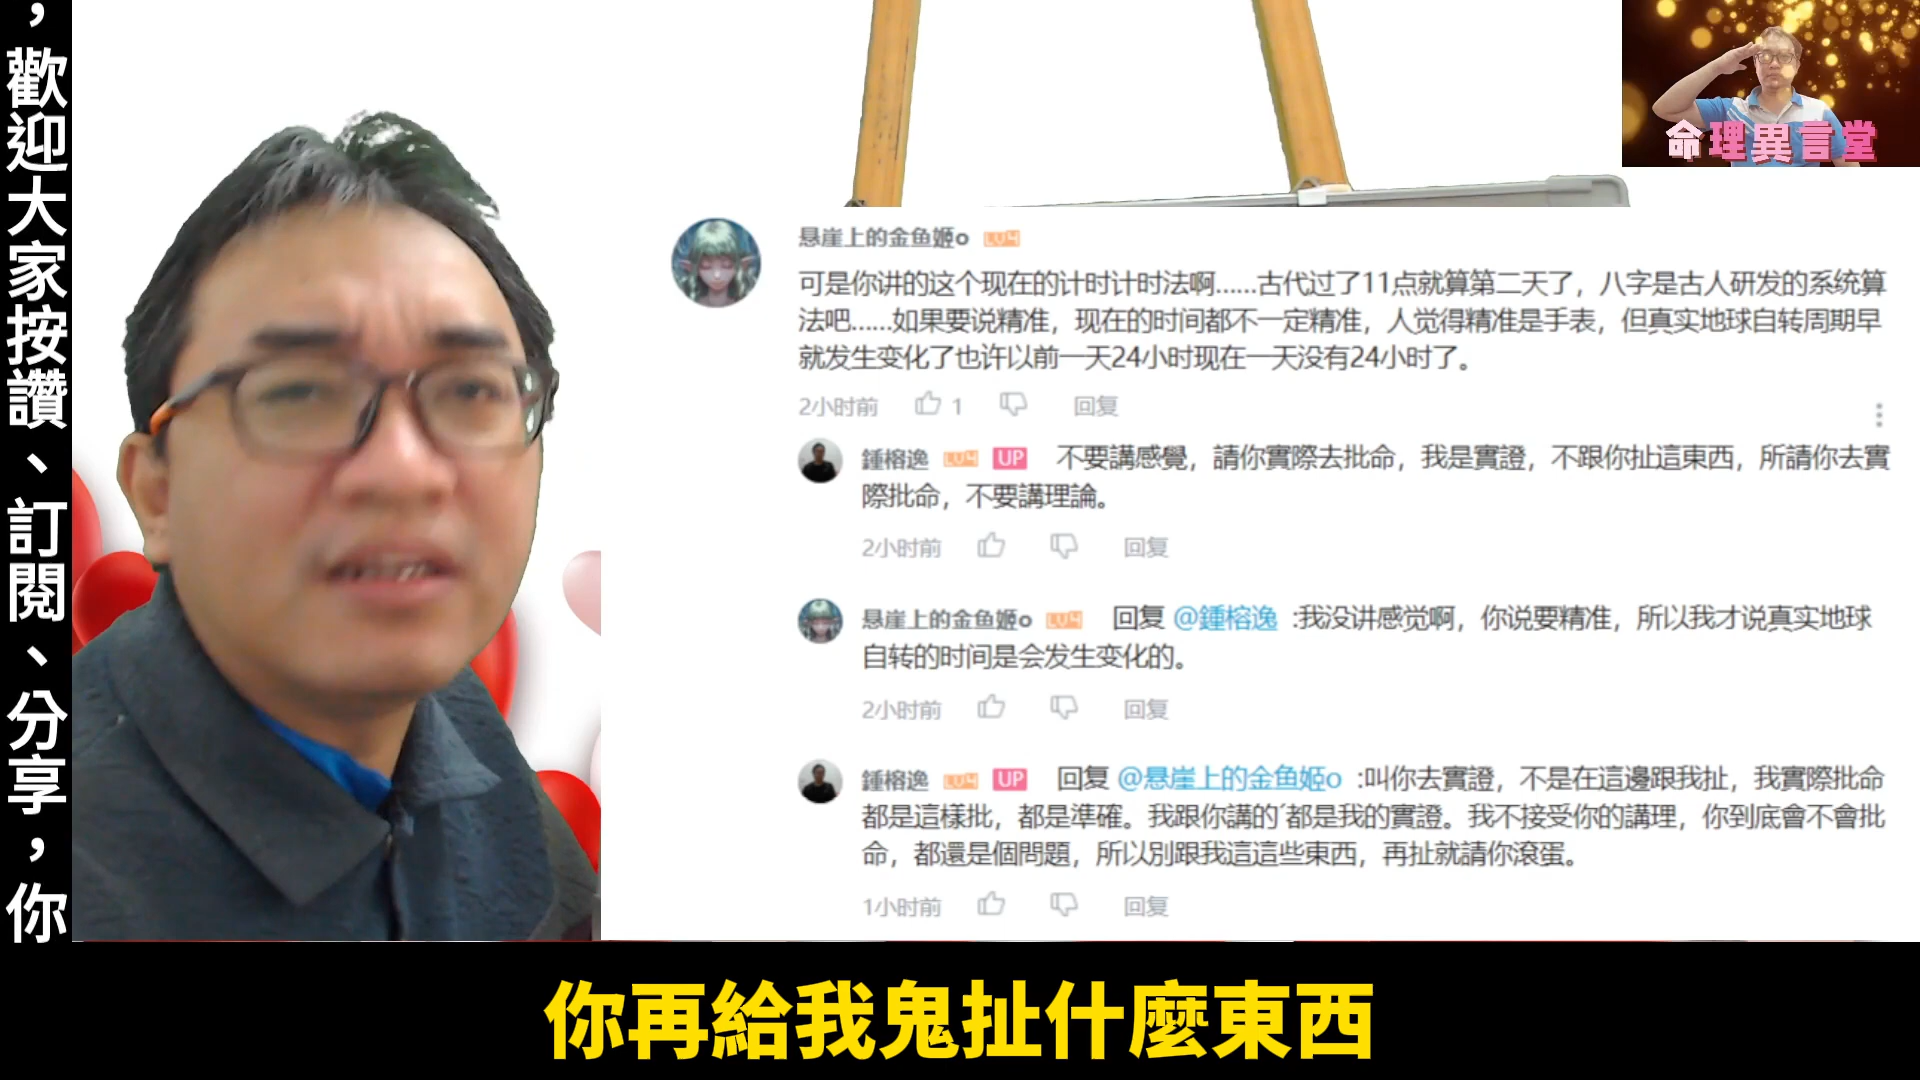 ，歡迎大家按讚、訂閱、分享，你
命理異言堂
悬崖上的金鱼姬o LV4
可是你讲的这个现在的计时计时法啊......古代过了11点就算第二天了，八字是古人研发的系统算
法吧......如果要说精准，现在的时间都不一定精准，人觉得精准是手表，但真实地球自转周期早
就发生变化了也许以前一天24小时现在一天没有24小时了。
2小时前 1 回复
鍾榕逸 LV4 UP 不要講感覺，請你實際去批命，我是實證，不跟你扯這東西，所請你去實
際批命，不要講理論。
2小时前 回复
悬崖上的金鱼姬o LV4 回复 @鍾榕逸 :我没讲感觉啊，你说要精准，所以我才说真实地球
自转的时间是会发生变化的。
2小时前 回复
鍾榕逸 LV4 UP 回复 @悬崖上的金鱼姬o :叫你去實證，不是在這邊跟我扯，我實際批命
都是這樣批，都是準確。我跟你講的ˊ都是我的實證。我不接受你的講理，你到底會不會批
命，都還是個問題，所以別跟我這這些東西，再扯就請你滾蛋。
1小时前 回复
你再給我鬼扯什麼東西